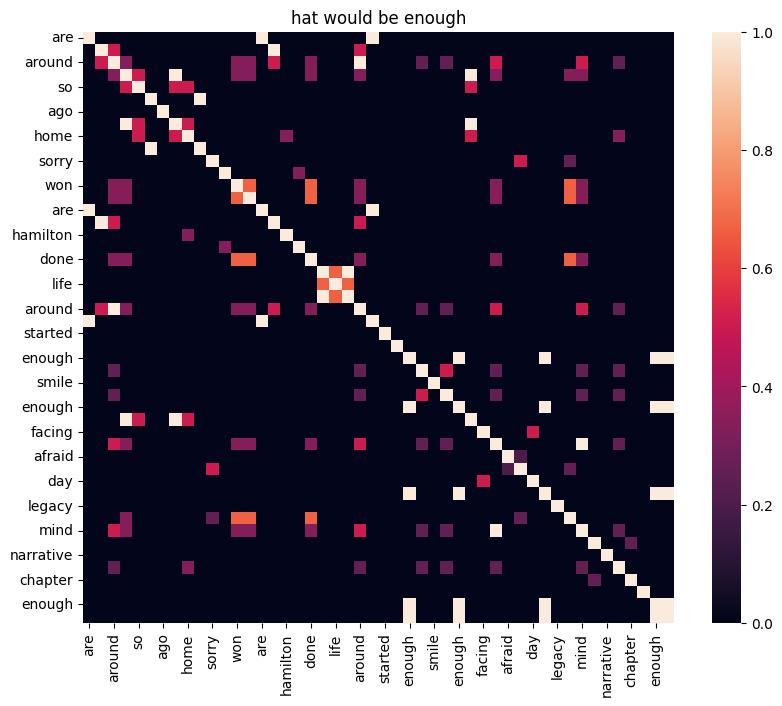 hat would be enough
are
around
so
ago
home
sorry
won
are
hamilton
done
life
around
started
enough
smile
enough
facing
afraid
day
legacy
mind
narrative
chapter
enough
1.0
0.8
0.6
0.4
0.2
0.0
are
around
so
ago
home
sorry
won
are
hamilton
done
life
around
started
enough
smile
enough
facing
afraid
day
legacy
mind
narrative
chapter
enough